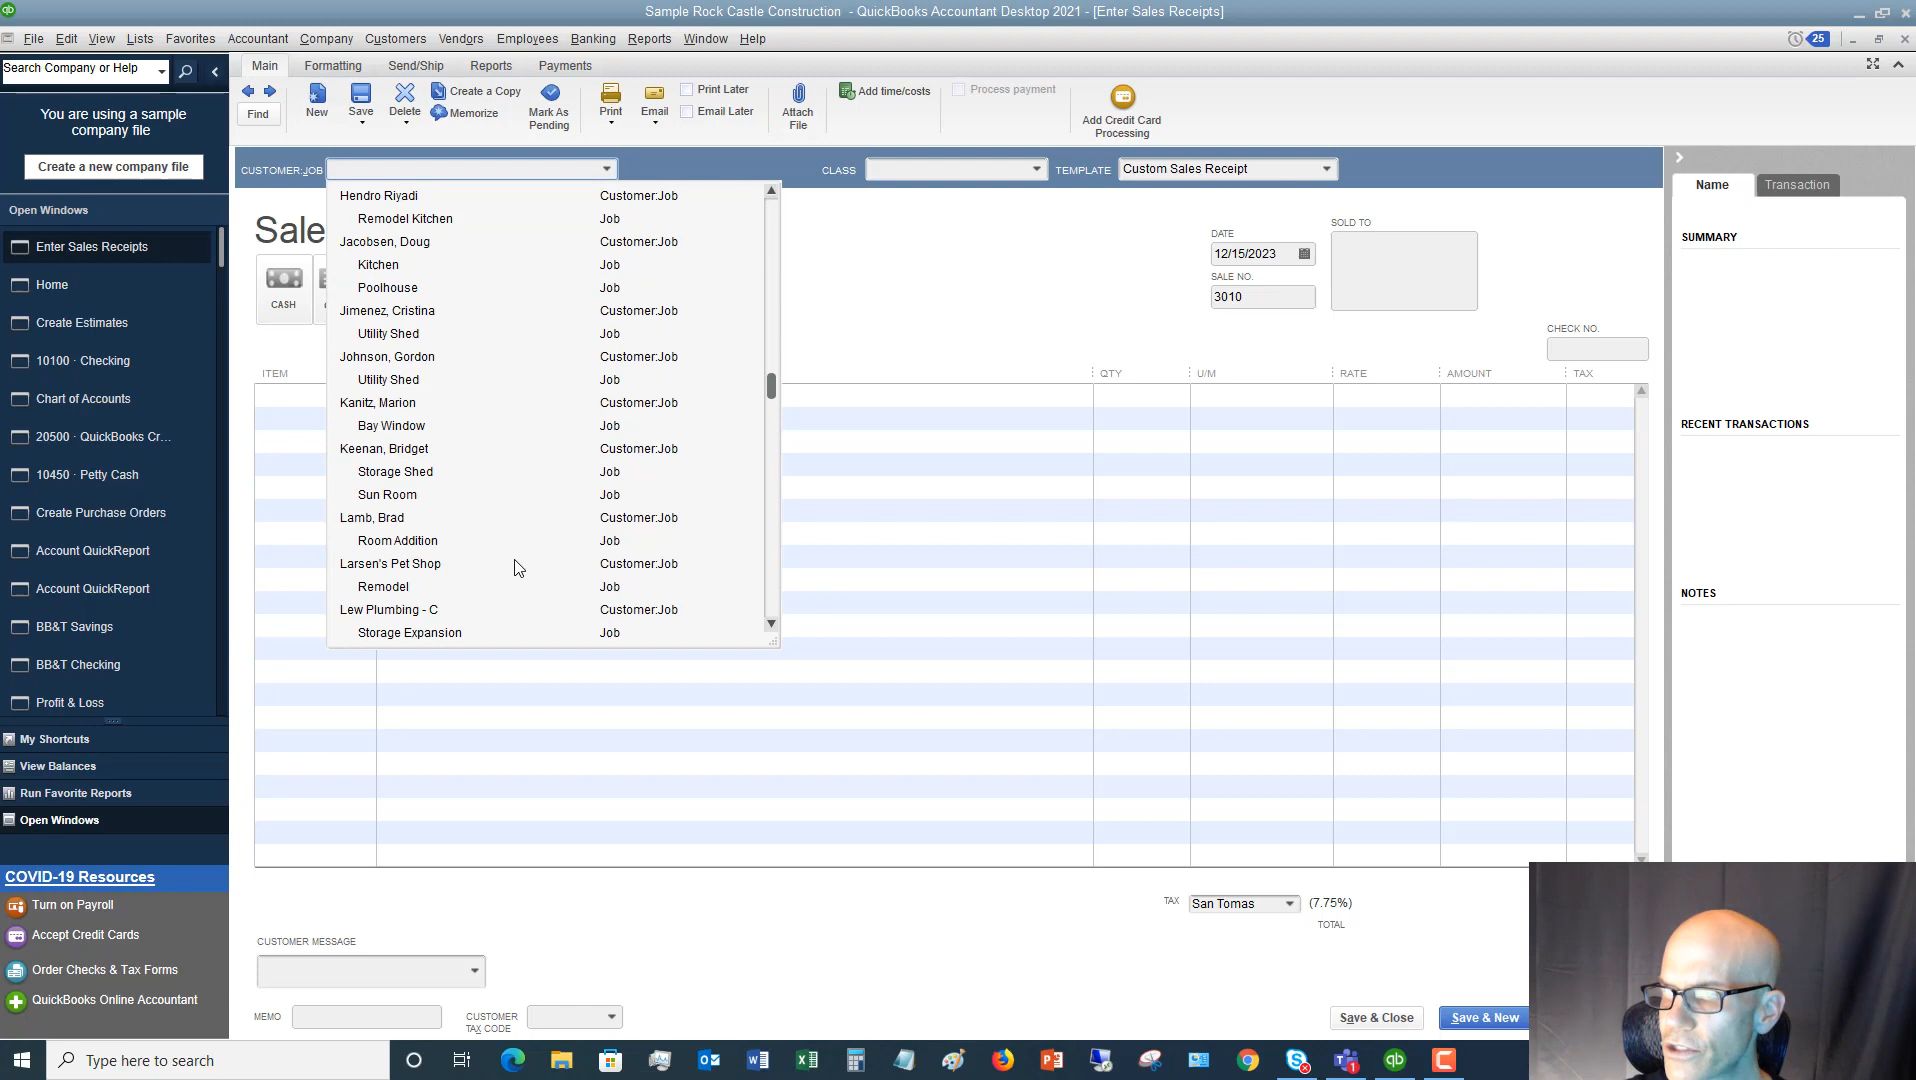 Sample Rock Castle Construction - QuickBooks Accountant Desktop 2021 - [Enter Sales Receipts]
File Edit View Lists Favorites Accountant Company Customers Vendors Employees Banking Reports Window Help
25
Search Company or Help
You are using a sample
company file
Create a new company file
Open Windows
Enter Sales Receipts
Home
Create Estimates
10100 · Checking
Chart of Accounts
20500 · QuickBooks Cr...
10450 · Petty Cash
Create Purchase Orders
Account QuickReport
Account QuickReport
BB&T Savings
BB&T Checking
Profit & Loss
My Shortcuts
View Balances
Run Favorite Reports
Open Windows
COVID-19 Resources
Turn on Payroll
Accept Credit Cards
Order Checks & Tax Forms
QuickBooks Online Accountant
Main Formatting Send/Ship Reports Payments
Find
New
Save
Delete
Create a Copy
Memorize
Mark As
Pending
Print
Email
Print Later
Email Later
Attach
File
Add time/costs
Process payment
Add Credit Card
Processing
CUSTOMER:JOB
CLASS
TEMPLATE Custom Sales Receipt
Hendro Riyadi Customer:Job
Remodel Kitchen Job
Jacobsen, Doug Customer:Job
Kitchen Job
Poolhouse Job
Jimenez, Cristina Customer:Job
Utility Shed Job
Johnson, Gordon Customer:Job
Utility Shed Job
Kanitz, Marion Customer:Job
Bay Window Job
Keenan, Bridget Customer:Job
Storage Shed Job
Sun Room Job
Lamb, Brad Customer:Job
Room Addition Job
Larsen's Pet Shop Customer:Job
Remodel Job
Lew Plumbing - C Customer:Job
Storage Expansion Job
Sale
CASH
DATE
12/15/2023
SALE NO.
3010
SOLD TO
CHECK NO.
ITEM QTY U/M RATE AMOUNT TAX
TAX San Tomas (7.75%)
TOTAL
CUSTOMER MESSAGE
MEMO
CUSTOMER
TAX CODE
Save & Close
Save & New
Name Transaction
SUMMARY
RECENT TRANSACTIONS
NOTES
Type here to search